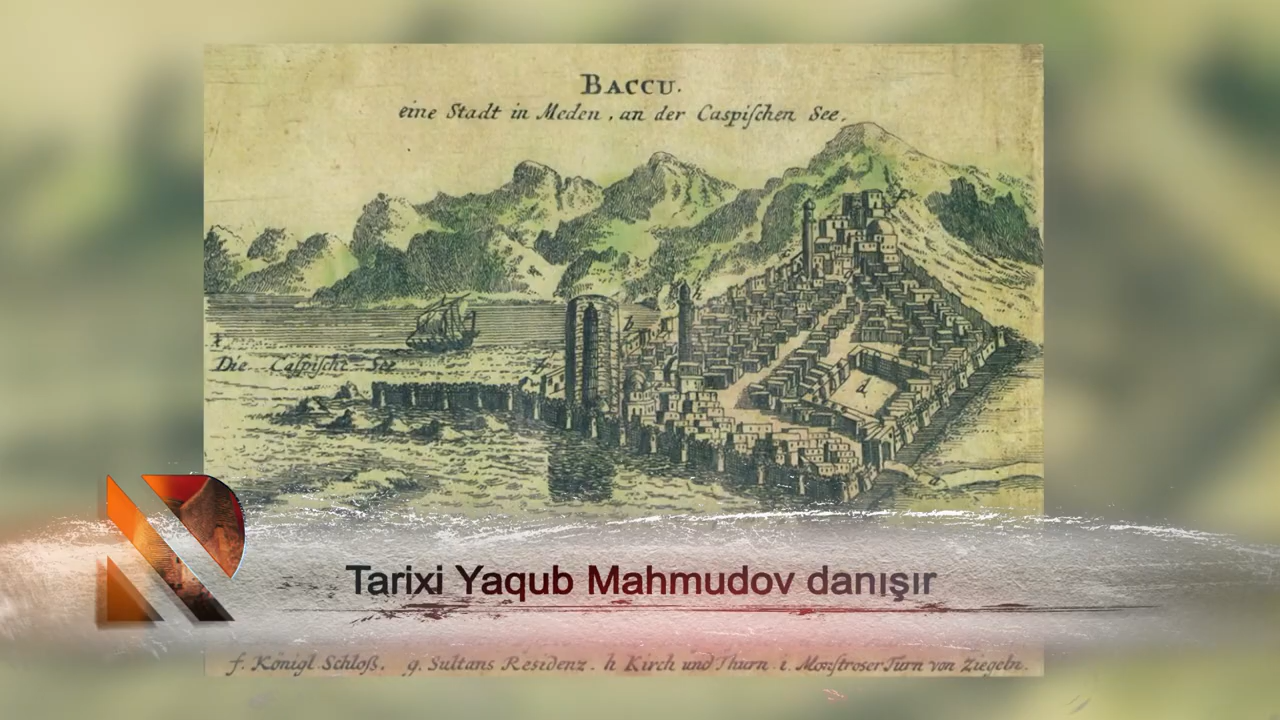 BACCU.
eine Stadt in Meden, an der Caspiſchen See.
Die Caſpiſche See
h
b
f
d
a
Tarixi Yaqub Mahmudov danışır
f. Königl. Schloß. g. Sultans Residenz. h Kirch und Thurn i. Monſtroser Turn von Ziegeln.